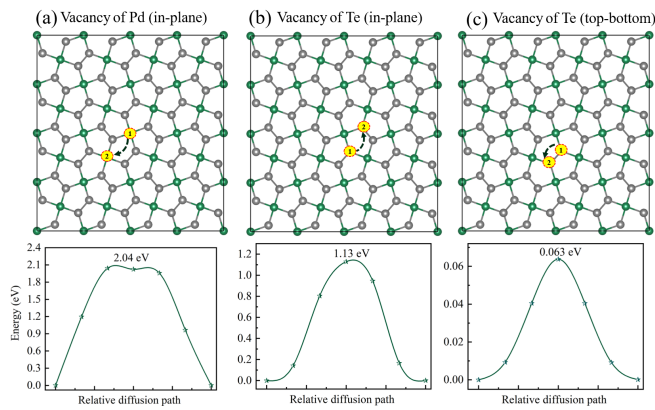 (a) Vacancy of Pd (in-plane)
(b) Vacancy of Te (in-plane)
(c) Vacancy of Te (top-bottom)
1
2
2
1
1
2
2.4
2.1
1.8
1.5
1.2
0.9
0.6
0.3
0.0
Energy (eV)
2.04 eV
Relative diffusion path
1.2
1.0
0.8
0.6
0.4
0.2
0.0
1.13 eV
Relative diffusion path
0.06
0.04
0.02
0.00
0.063 eV
Relative diffusion path